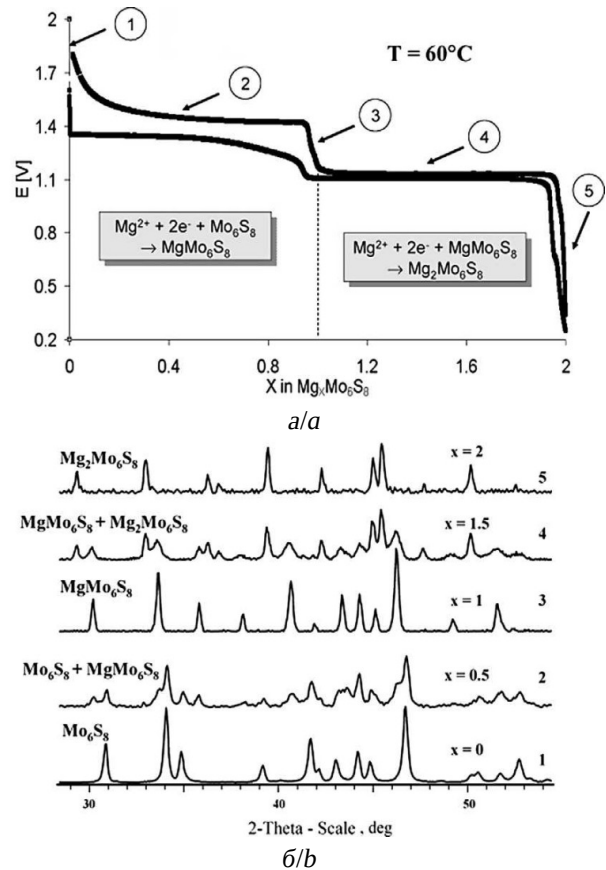 2
1
T = 60°C
1.7
2
3
4
1.4
E [V]
1.1
5
Mg²⁺ + 2e⁻ + Mo₆S₈
→ MgMo₆S₈
Mg²⁺ + 2e⁻ + MgMo₆S₈
→ Mg₂Mo₆S₈
0.8
0.5
0.2
0 0.4 0.8 1.2 1.6 2
X in MgₓMo₆S₈
а/a
Mg₂Mo₆S₈ x = 2 5
MgMo₆S₈ + Mg₂Mo₆S₈ x = 1.5 4
MgMo₆S₈ x = 1 3
Mo₆S₈ + MgMo₆S₈ x = 0.5 2
Mo₆S₈ x = 0 1
30 40 50
2-Theta - Scale , deg
б/b